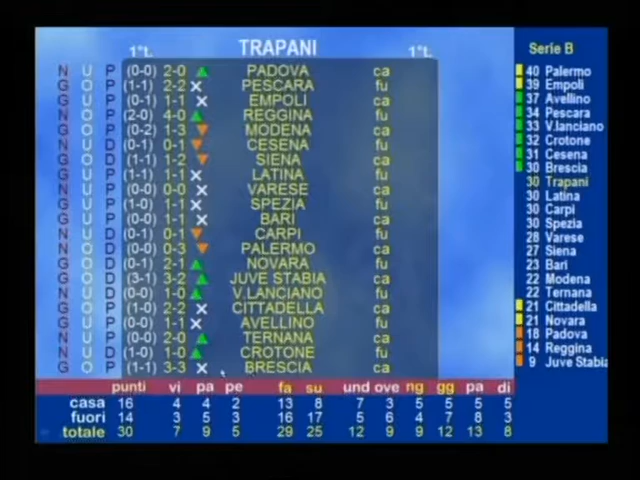 1°t. TRAPANI 1°t.
N U P (0-0) 2-0 PADOVA ca
G O P (1-1) 2-2 PESCARA fu
G U P (0-1) 1-1 EMPOLI ca
N O P (2-0) 4-0 REGGINA fu
G O P (0-2) 1-3 MODENA ca
N U D (0-1) 0-1 CESENA fu
G O D (1-1) 1-2 SIENA ca
G U P (1-1) 1-1 LATINA fu
N U P (0-0) 0-0 VARESE ca
G U P (1-0) 1-1 SPEZIA fu
G U P (0-0) 1-1 BARI ca
N U D (0-1) 0-1 CARPI fu
N O D (0-0) 0-3 PALERMO ca
G O D (0-1) 2-1 NOVARA fu
G O D (3-1) 3-2 JUVE STABIA ca
N U D (0-0) 1-0 V.LANCIANO fu
G O P (1-0) 2-2 CITTADELLA ca
G U P (0-0) 1-1 AVELLINO fu
N U P (0-0) 2-0 TERNANA ca
N U D (1-0) 1-0 CROTONE fu
G O P (1-1) 3-3 BRESCIA ca
punti vi pa pe fa su und ove ng gg pa di
casa 16 4 4 2 13 8 7 3 5 5 5 5
fuori 14 3 5 3 16 17 5 6 4 7 8 3
totale 30 7 9 5 29 25 12 9 9 12 13 8
Serie B
40 Palermo
39 Empoli
37 Avellino
34 Pescara
33 V.lanciano
32 Crotone
31 Cesena
30 Brescia
30 Trapani
30 Latina
30 Carpi
30 Spezia
28 Varese
27 Siena
23 Bari
22 Modena
22 Ternana
21 Cittadella
21 Novara
18 Padova
14 Reggina
9 Juve Stabia